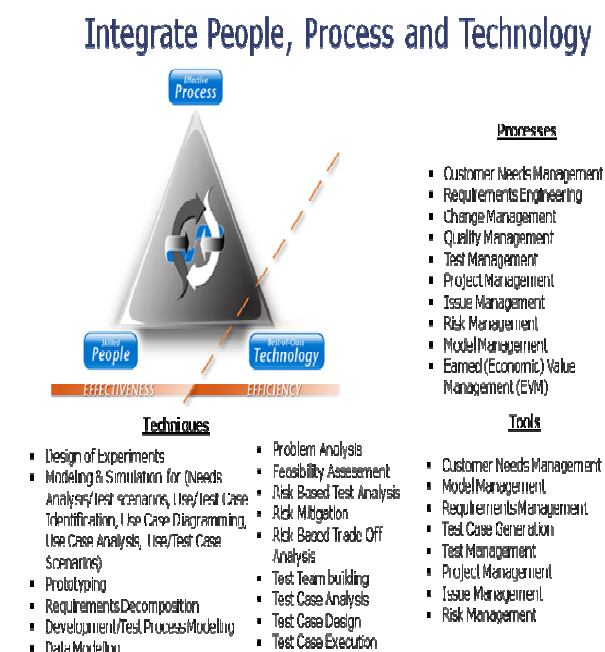 Integrate People, Process and Technology
Effective
Process
Skilled
People
Best-of-Class
Technology
EFFECTIVENESS
EFFICIENCY
Processes
▪ Customer Needs Management
▪ Requirements Engineering
▪ Change Management
▪ Quality Management
▪ Test Management
▪ Project Management
▪ Issue Management
▪ Risk Management
▪ Model Management
▪ Earned (Economic) Value
Management (EVM)
Techniques
▪ Design of Experiments
▪ Modeling & Simulation for (Needs
Analysis/Test scenarios, Use/Test Case
Identification, Use Case Diagramming,
Use Case Analysis, Use/Test Case
Scenarios)
▪ Prototyping
▪ Requirements Decomposition
▪ Development/Test Process Modeling
▪ Data Modeling
▪ Problem Analysis
▪ Feasibility Assessment
▪ Risk Based Test Analysis
▪ Risk Mitigation
▪ Risk Based Trade Off
Analysis
▪ Test Team building
▪ Test Case Analysis
▪ Test Case Design
▪ Test Case Execution
Tools
▪ Customer Needs Management
▪ Model Management
▪ Requirements Management
▪ Test Case Generation
▪ Test Management
▪ Project Management
▪ Issue Management
▪ Risk Management